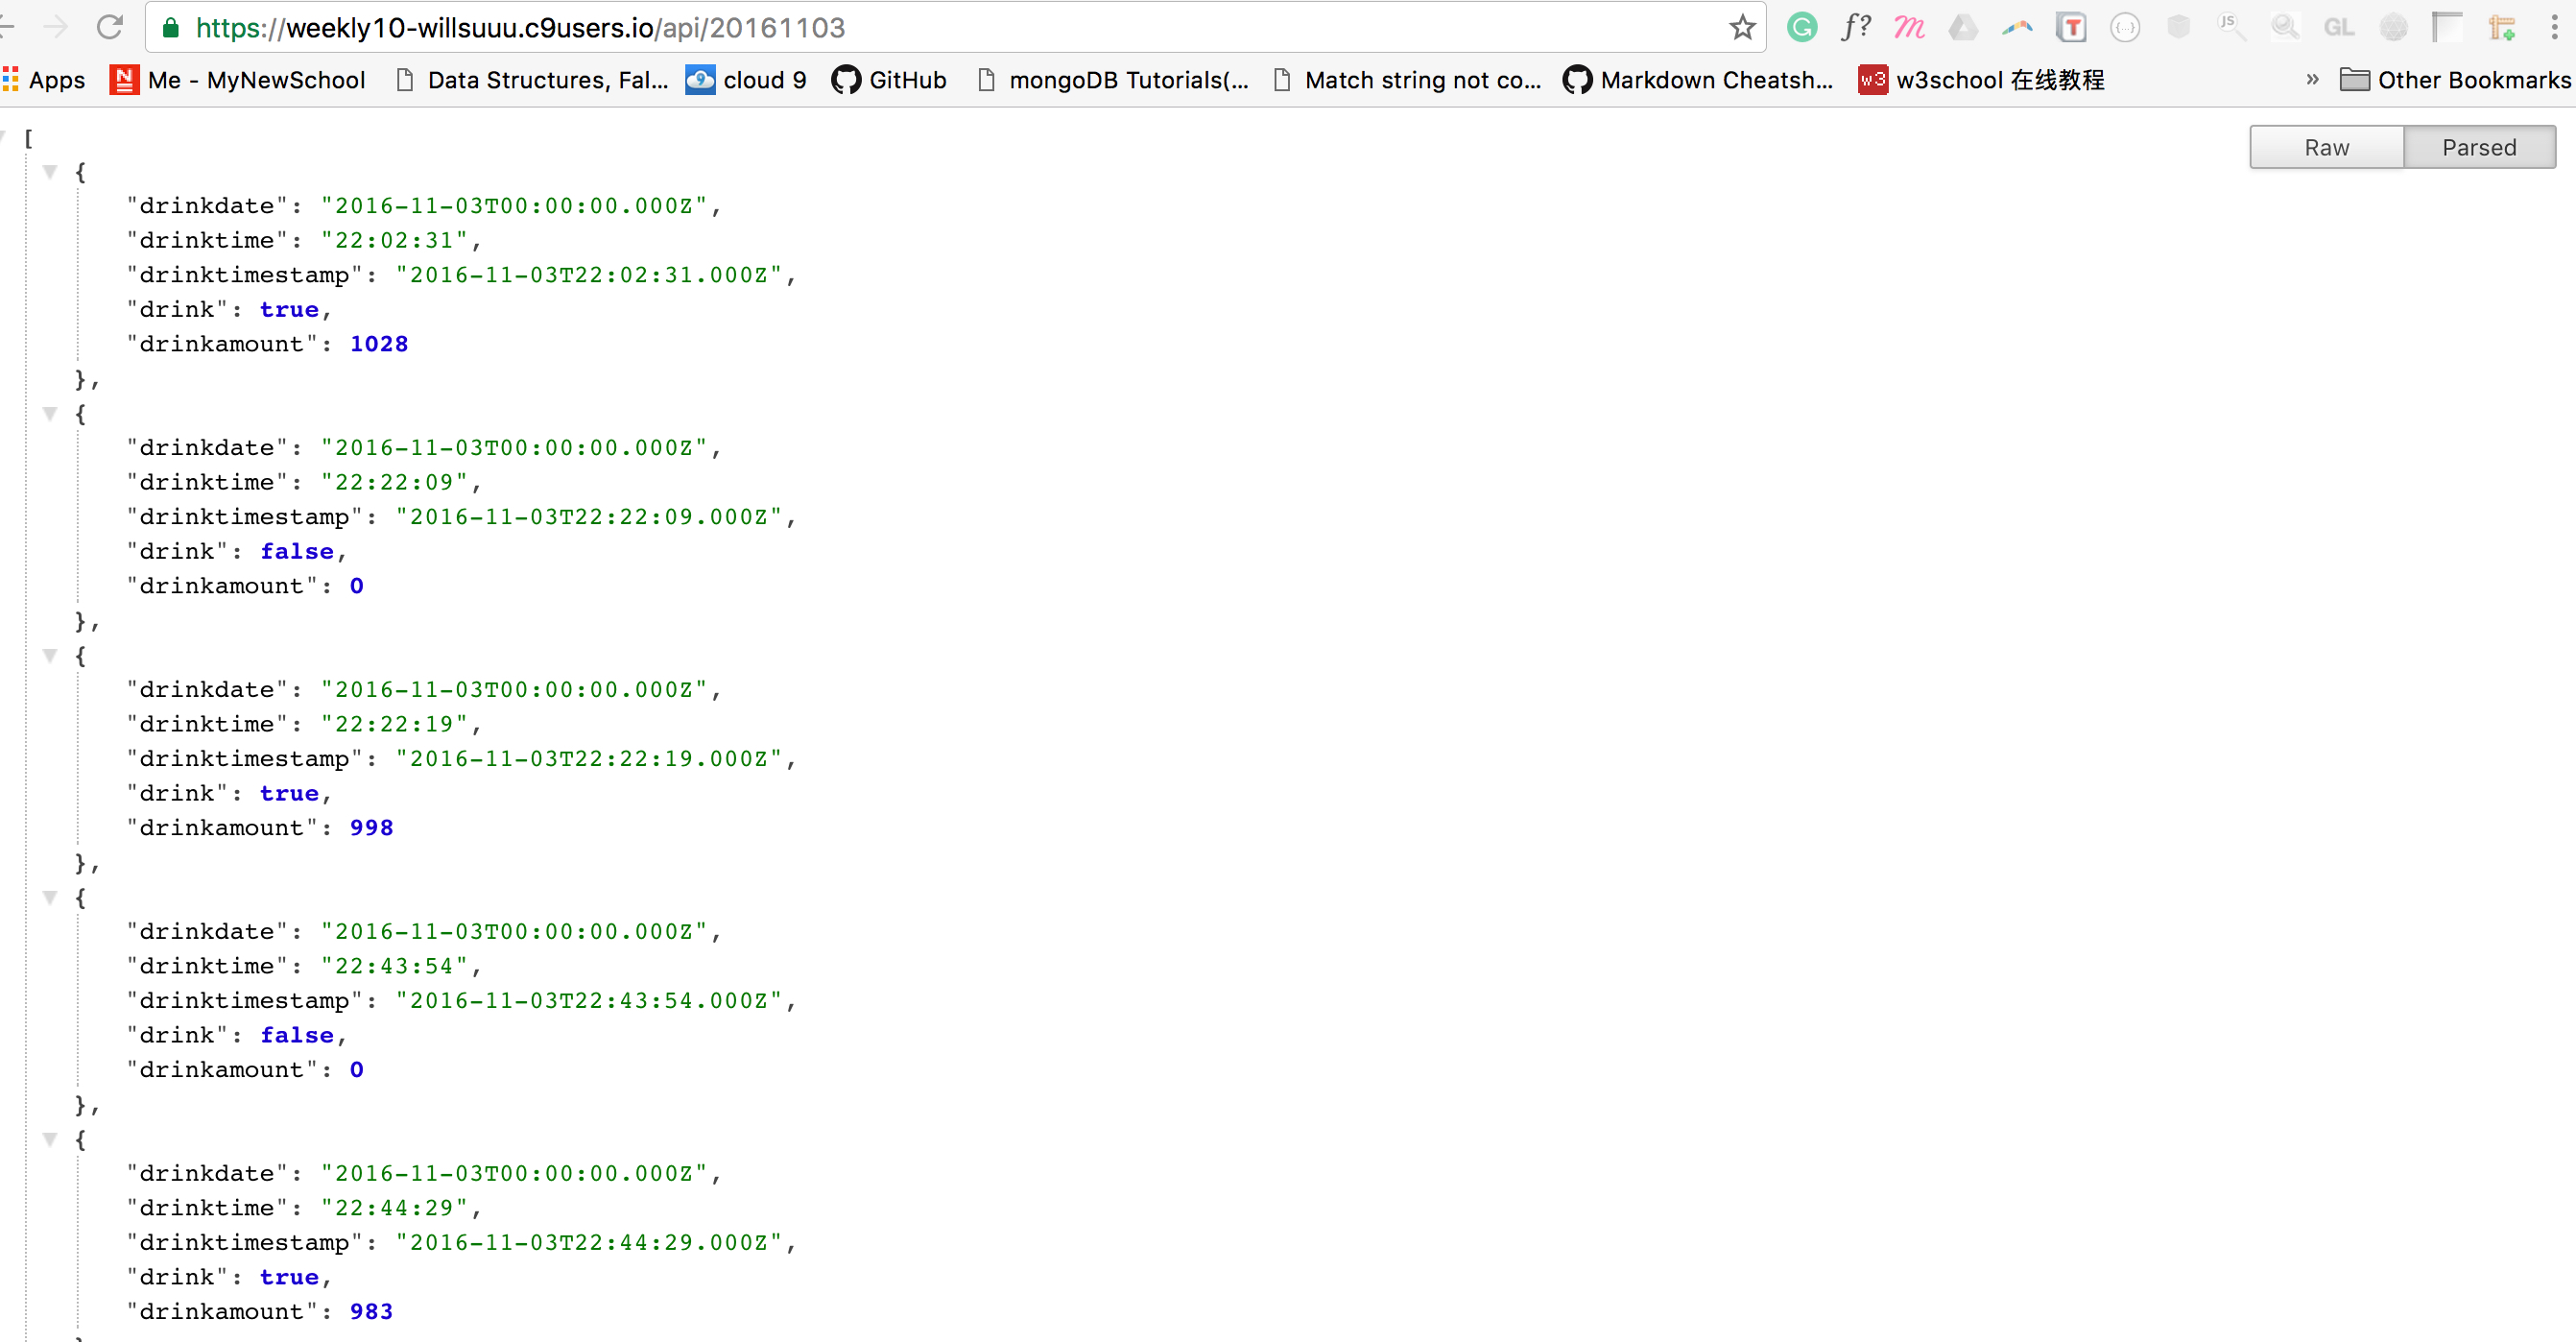 https://weekly10-willsuuu.c9users.io/api/20161103
Apps Me - MyNewSchool Data Structures, Fal... cloud 9 GitHub mongoDB Tutorials(... Match string not co... Markdown Cheatsh... w3school 在线教程 » Other Bookmarks
Raw Parsed
[
{
"drinkdate": "2016-11-03T00:00:00.000Z",
"drinktime": "22:02:31",
"drinktimestamp": "2016-11-03T22:02:31.000Z",
"drink": true,
"drinkamount": 1028
},
{
"drinkdate": "2016-11-03T00:00:00.000Z",
"drinktime": "22:22:09",
"drinktimestamp": "2016-11-03T22:22:09.000Z",
"drink": false,
"drinkamount": 0
},
{
"drinkdate": "2016-11-03T00:00:00.000Z",
"drinktime": "22:22:19",
"drinktimestamp": "2016-11-03T22:22:19.000Z",
"drink": true,
"drinkamount": 998
},
{
"drinkdate": "2016-11-03T00:00:00.000Z",
"drinktime": "22:43:54",
"drinktimestamp": "2016-11-03T22:43:54.000Z",
"drink": false,
"drinkamount": 0
},
{
"drinkdate": "2016-11-03T00:00:00.000Z",
"drinktime": "22:44:29",
"drinktimestamp": "2016-11-03T22:44:29.000Z",
"drink": true,
"drinkamount": 983